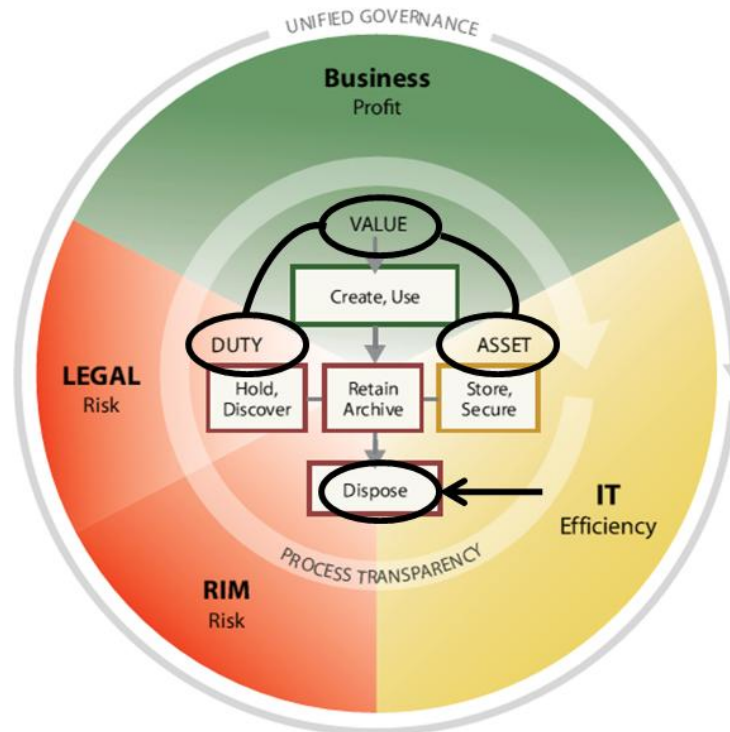 UNIFIED GOVERNANCE
Business
Profit
VALUE
Create, Use
DUTY
ASSET
LEGAL
Risk
Hold,
Discover
Retain
Archive
Store,
Secure
Dispose
IT
Efficiency
PROCESS TRANSPARENCY
RIM
Risk